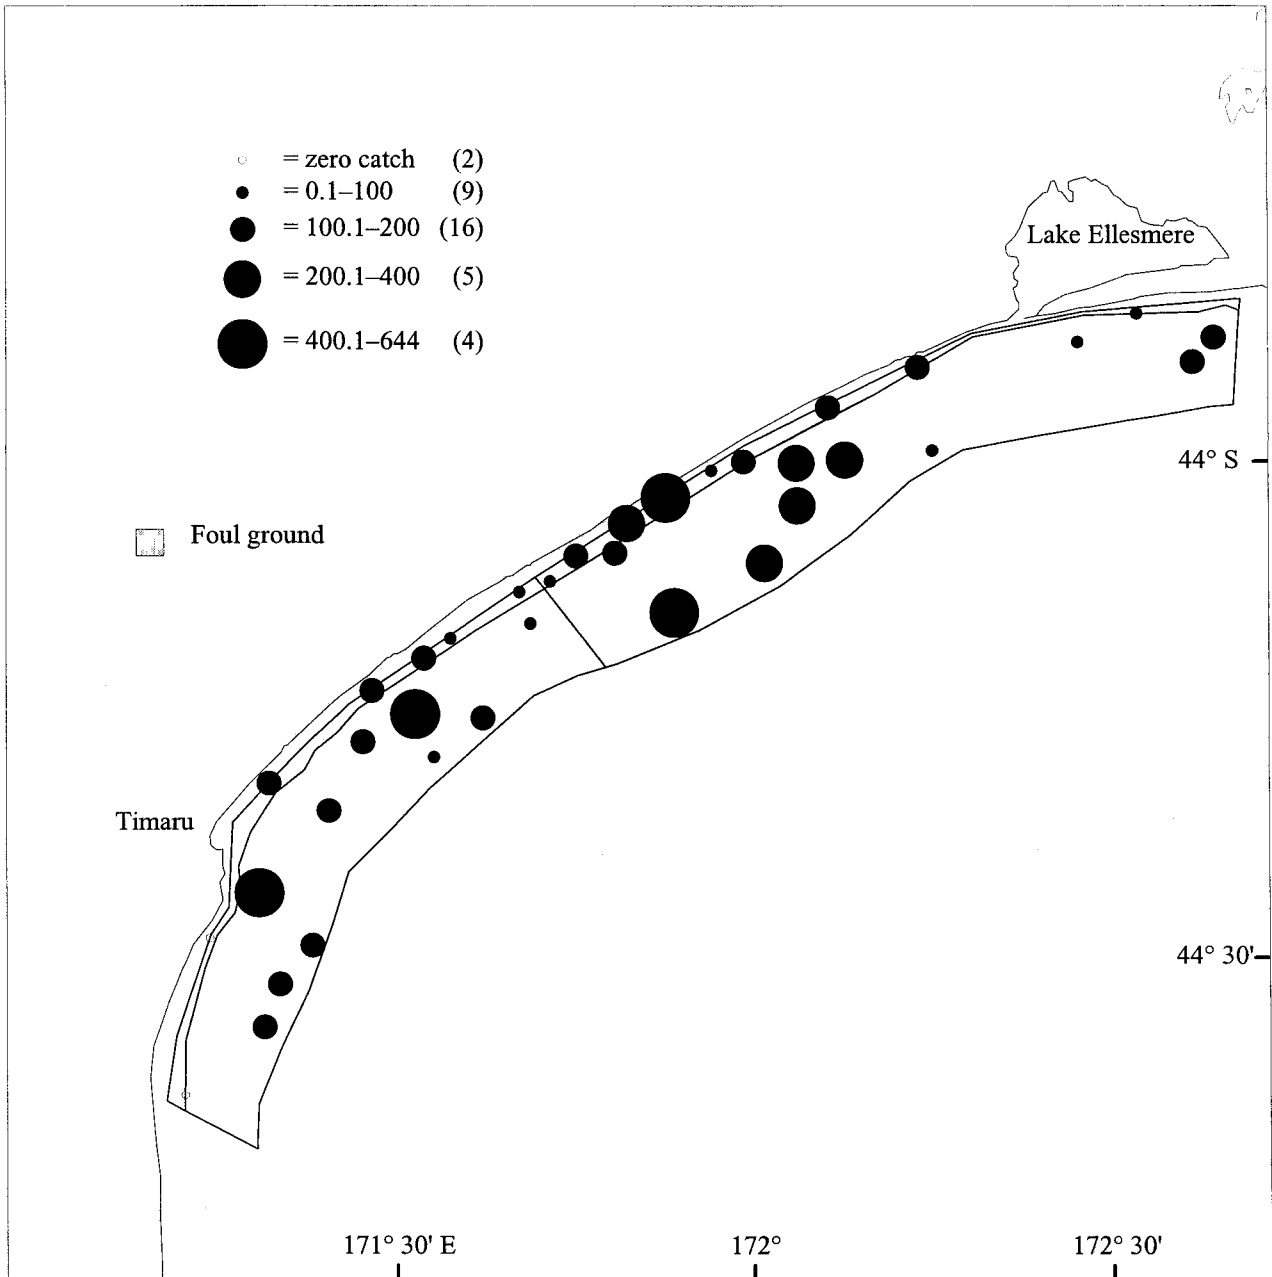 = zero catch (2)
= 0.1–100 (9)
= 100.1–200 (16)
= 200.1–400 (5)
= 400.1–644 (4)
Lake Ellesmere
44° S
Foul ground
Timaru
44° 30'
171° 30' E 172° 172° 30'